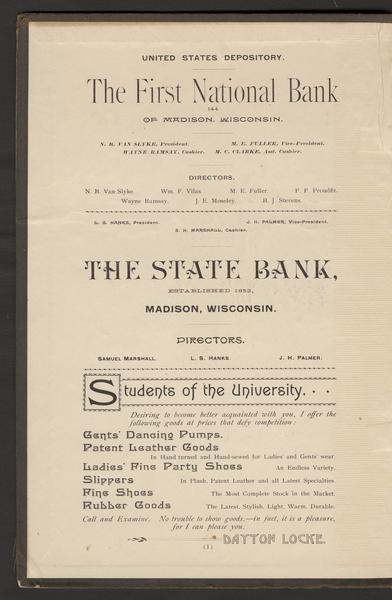 UNITED STATES DEPOSITORY.
The First National Bank
144
OF MADISON, WISCONSIN.
N. B. VAN SLYKE, President. M. E. FULLER, Vice-President.
WAYNE RAMSAY, Cashier. M. C. CLARKE, Asst. Cashier.
DIRECTORS.
N. B. Van Slyke. Wm. F. Vilas. M. E. Fuller. F. F. Proudfit.
Wayne Ramsay. J. E. Moseley. B. J. Stevens.
L. S. HANKS, President. J. H. PALMER, Vice-President.
S. H. MARSHALL, Cashier.
THE STATE BANK,
ESTABLISHED 1853,
MADISON, WISCONSIN.
DIRECTORS.
SAMUEL MARSHALL. L. S. HANKS. J. H. PALMER.
Students of the University. . .
Desiring to become better acquainted with you, I offer the
following goods at prices that defy competition:
Gents' Dancing Pumps.
Patent Leather Goods
In Hand turned and Hand-sewed for Ladies' and Gents' wear.
Ladies' Fine Party Shoes An Endless Variety.
Slippers In Plush, Patent Leather and all Latest Specialties.
Fine Shoes The Most Complete Stock in the Market.
Rubber Goods The Latest, Stylish, Light, Warm, Durable.
Call and Examine. No trouble to show goods,—in fact, it is a pleasure,
for I can please you.
DAYTON LOCKE.
(1)